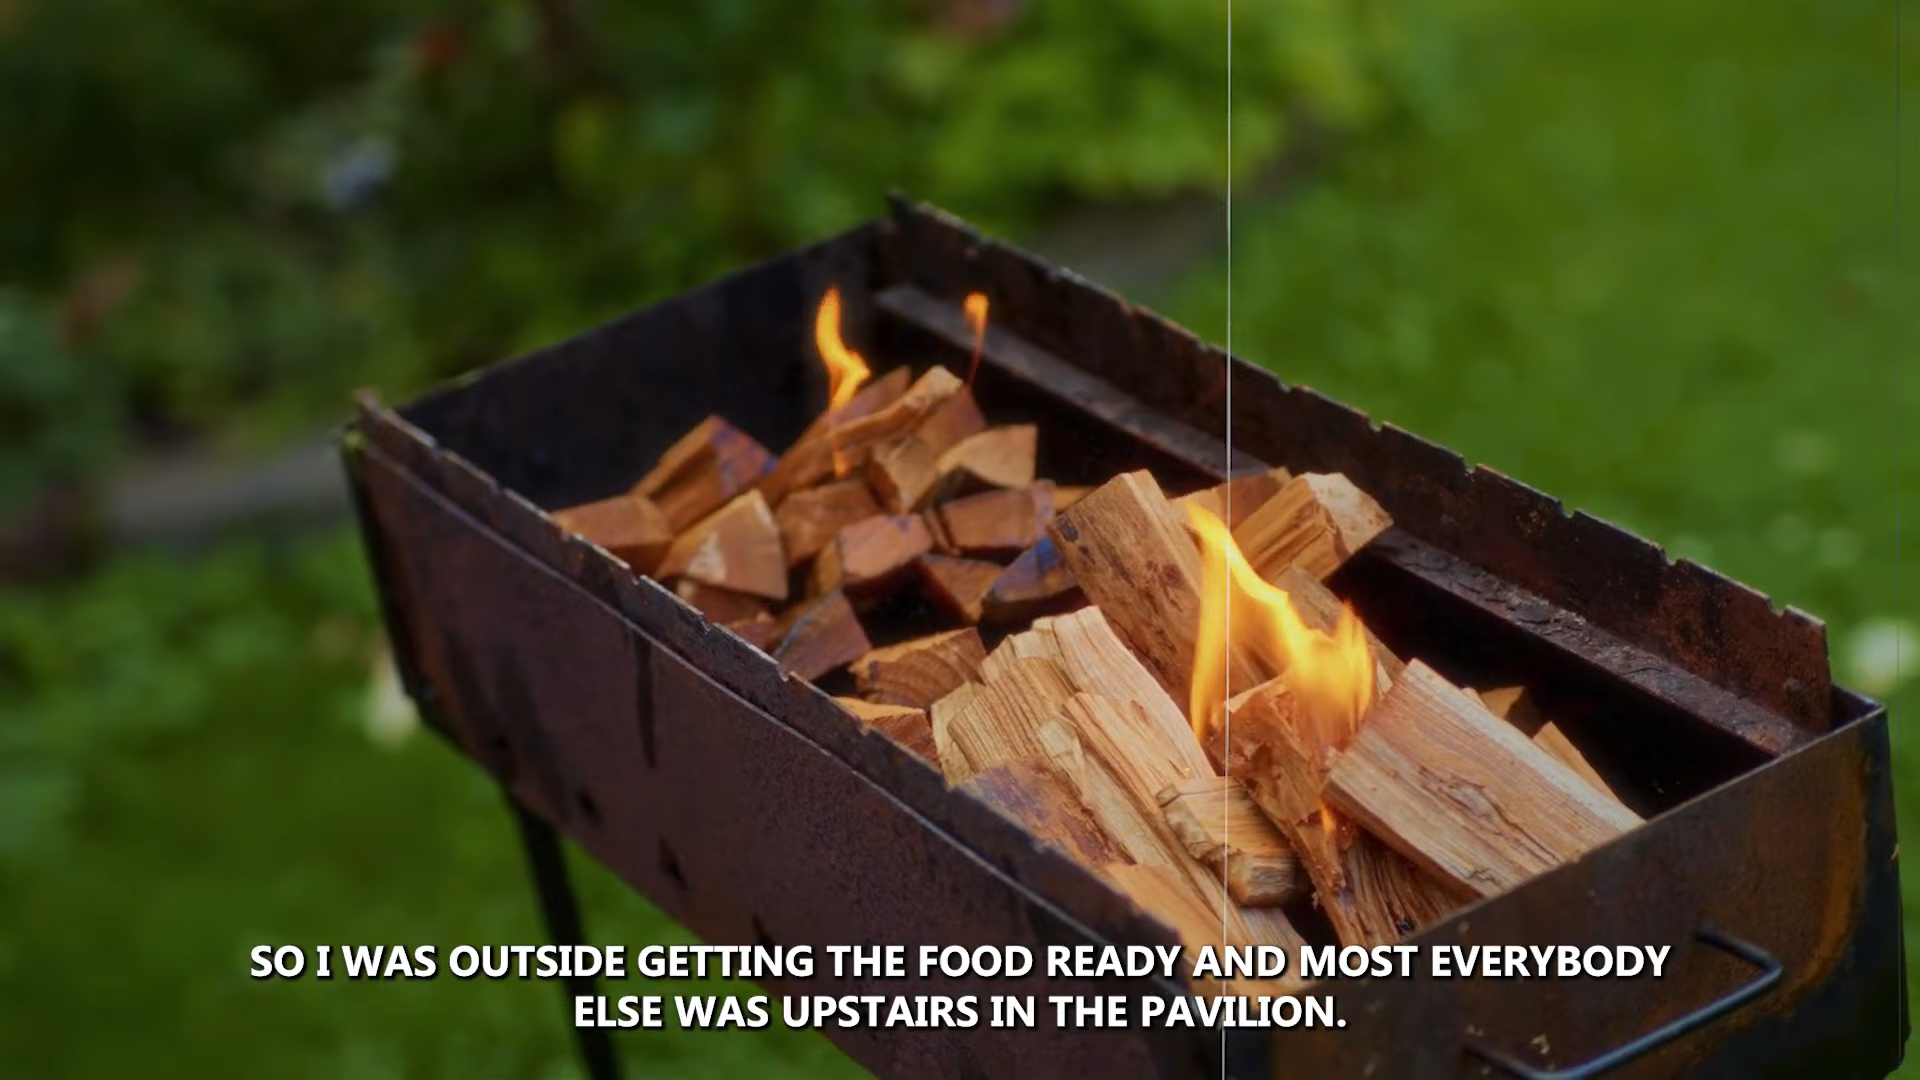 SO I WAS OUTSIDE GETTING THE FOOD READY AND MOST EVERYBODY
ELSE WAS UPSTAIRS IN THE PAVILION.